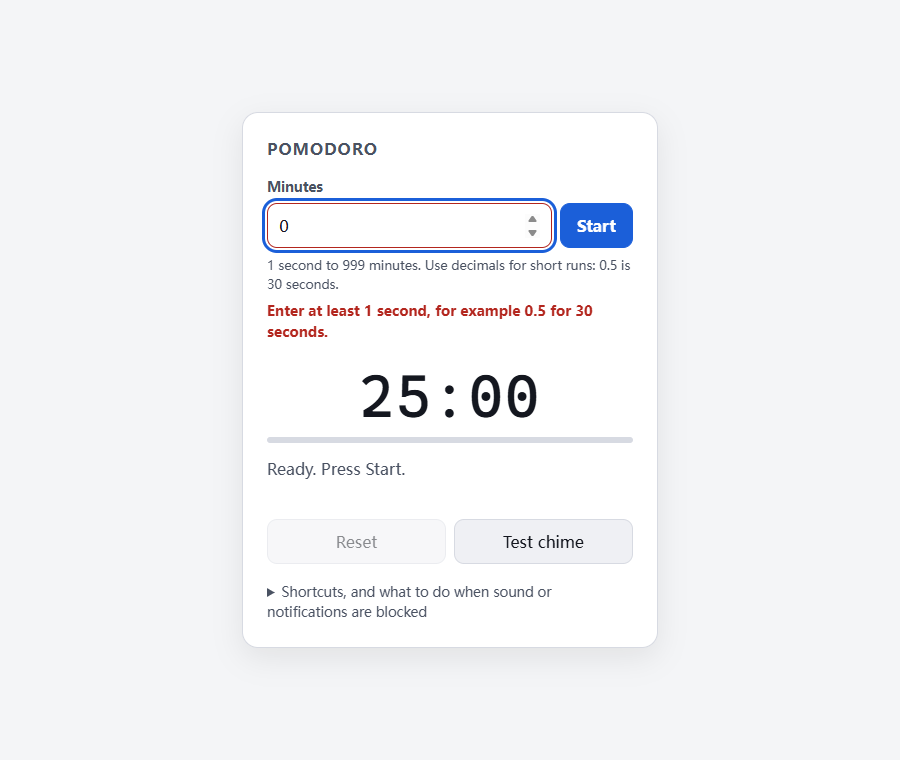 POMODORO
Minutes
0
Start
1 second to 999 minutes. Use decimals for short runs: 0.5 is
30 seconds.
Enter at least 1 second, for example 0.5 for 30
seconds.
25:00
Ready. Press Start.
Reset
Test chime
Shortcuts, and what to do when sound or
notifications are blocked